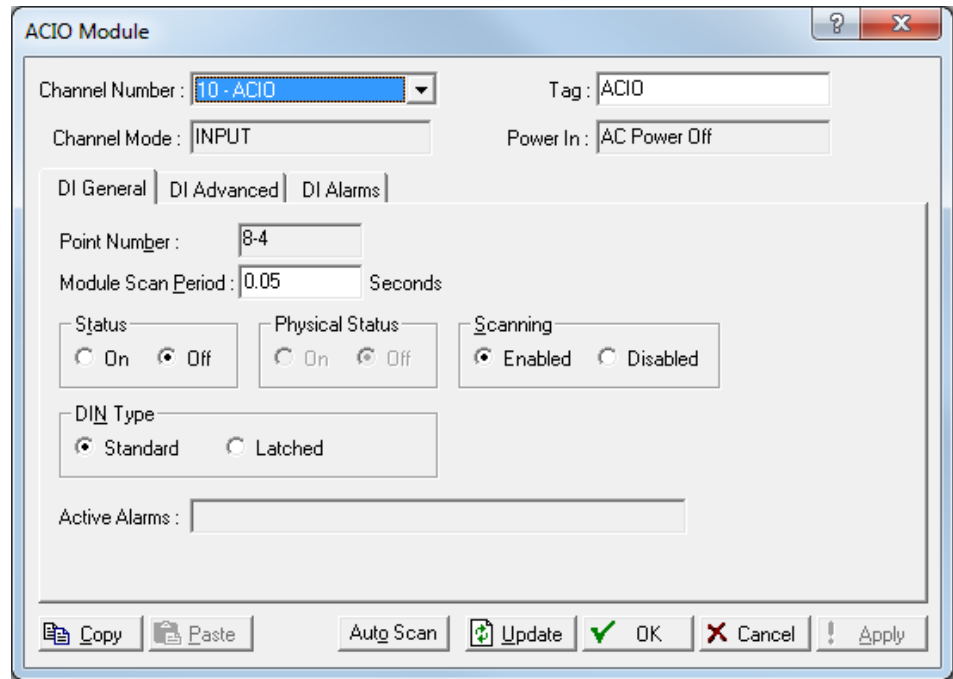 ACIO Module
Channel Number : 10 - ACIO Tag : ACIO
Channel Mode : INPUT Power In : AC Power Off
DI General DI Advanced DI Alarms
Point Number : 8-4
Module Scan Period : 0.05 Seconds
Status Physical Status Scanning
On Off On Off Enabled Disabled
DIN Type
Standard Latched
Active Alarms :
Copy Paste Auto Scan Update OK Cancel ! Apply